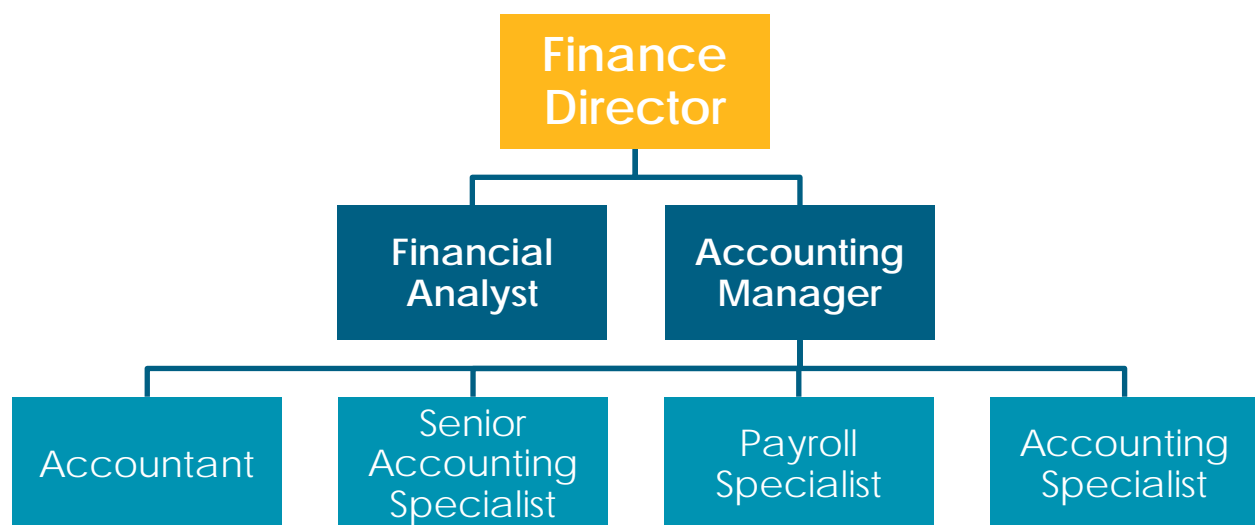 Finance
Director
Financial
Analyst
Accounting
Manager
Accountant
Senior
Accounting
Specialist
Payroll
Specialist
Accounting
Specialist